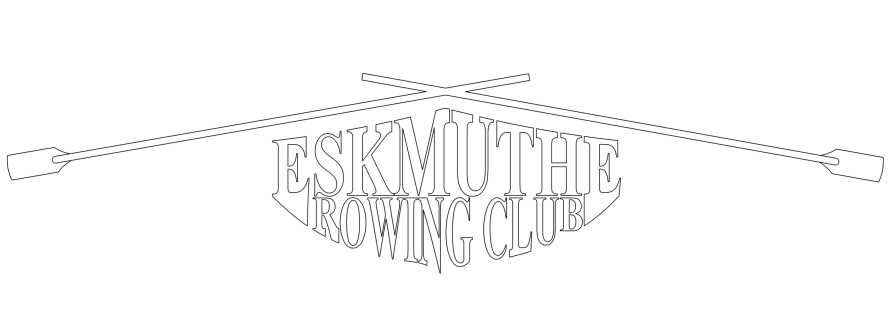 ESKMUTHE
ROWING CLUB